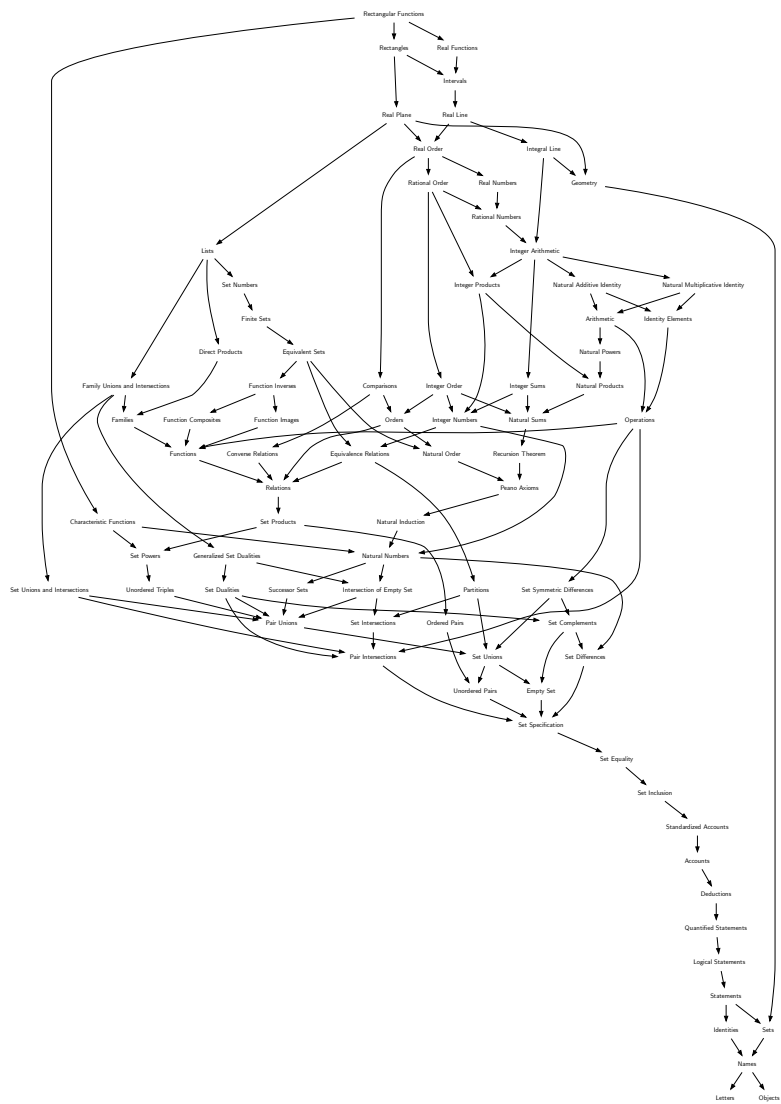 Rectangular Functions
Rectangles
Real Functions
Intervals
Real Plane
Real Line
Real Order
Integral Line
Rational Order
Real Numbers
Geometry
Rational Numbers
Lists
Integer Arithmetic
Set Numbers
Integer Products
Natural Additive Identity
Natural Multiplicative Identity
Finite Sets
Arithmetic
Identity Elements
Direct Products
Equivalent Sets
Natural Powers
Family Unions and Intersections
Function Inverses
Comparisons
Integer Order
Integer Sums
Natural Products
Families
Function Composites
Function Images
Orders
Integer Numbers
Natural Sums
Operations
Functions
Converse Relations
Equivalence Relations
Natural Order
Recursion Theorem
Relations
Peano Axioms
Characteristic Functions
Set Products
Natural Induction
Set Powers
Generalized Set Dualities
Natural Numbers
Set Unions and Intersections
Unordered Triples
Set Dualities
Successor Sets
Intersection of Empty Set
Partitions
Set Symmetric Differences
Pair Unions
Set Intersections
Ordered Pairs
Set Complements
Pair Intersections
Set Unions
Set Differences
Unordered Pairs
Empty Set
Set Specification
Set Equality
Set Inclusion
Standardized Accounts
Accounts
Deductions
Quantified Statements
Logical Statements
Statements
Identities
Sets
Names
Letters
Objects